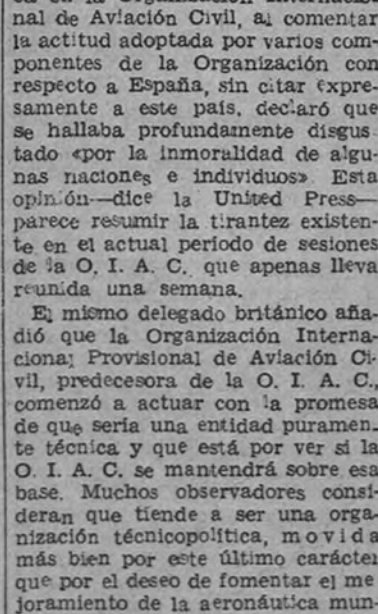 nal de Aviación Civil, al comentar
la actitud adoptada por varios com-
ponentes de la Organización con
respecto a España, sin citar expre-
samente a este país, declaró que
se hallaba profundamente disgus-
tado «por la inmoralidad de algu-
nas naciones e individuos». Esta
opinión—dice la United Press—
parece resumir la tirantez existen-
te en el actual periodo de sesiones
de la O. I. A. C. que apenas lleva
reunida una semana.
El mismo delegado británico aña-
dió que la Organización Interna-
cional Provisional de Aviación Ci-
vil, predecesora de la O. I. A. C.,
comenzó a actuar con la promesa
de que sería una entidad puramen-
te técnica y que está por ver si la
O. I. A. C. se mantendrá sobre esa
base. Muchos observadores consi-
deran que tiende a ser una orga-
nización técnicopolítica, movida
más bien por este último carácter
que por el deseo de fomentar el me
joramiento de la aeronáutica mun-